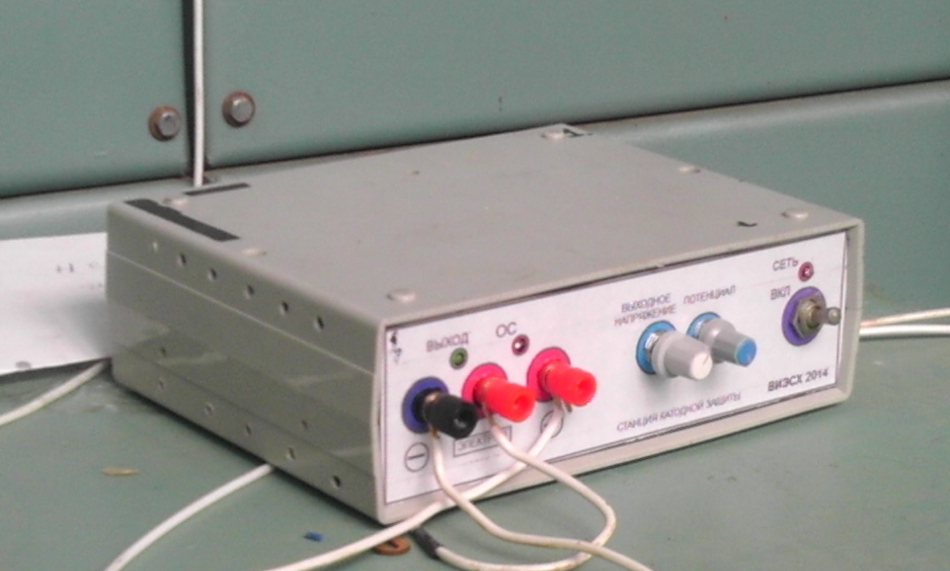 СЕТЬ
ВКЛ
ВЫХОДНОЕ
НАПРЯЖЕНИЕ
ПОТЕНЦИАЛ
ВЫХОД
ОС
ВИЭСХ 2014
СТАНЦИЯ КАТОДНОЙ ЗАЩИТЫ